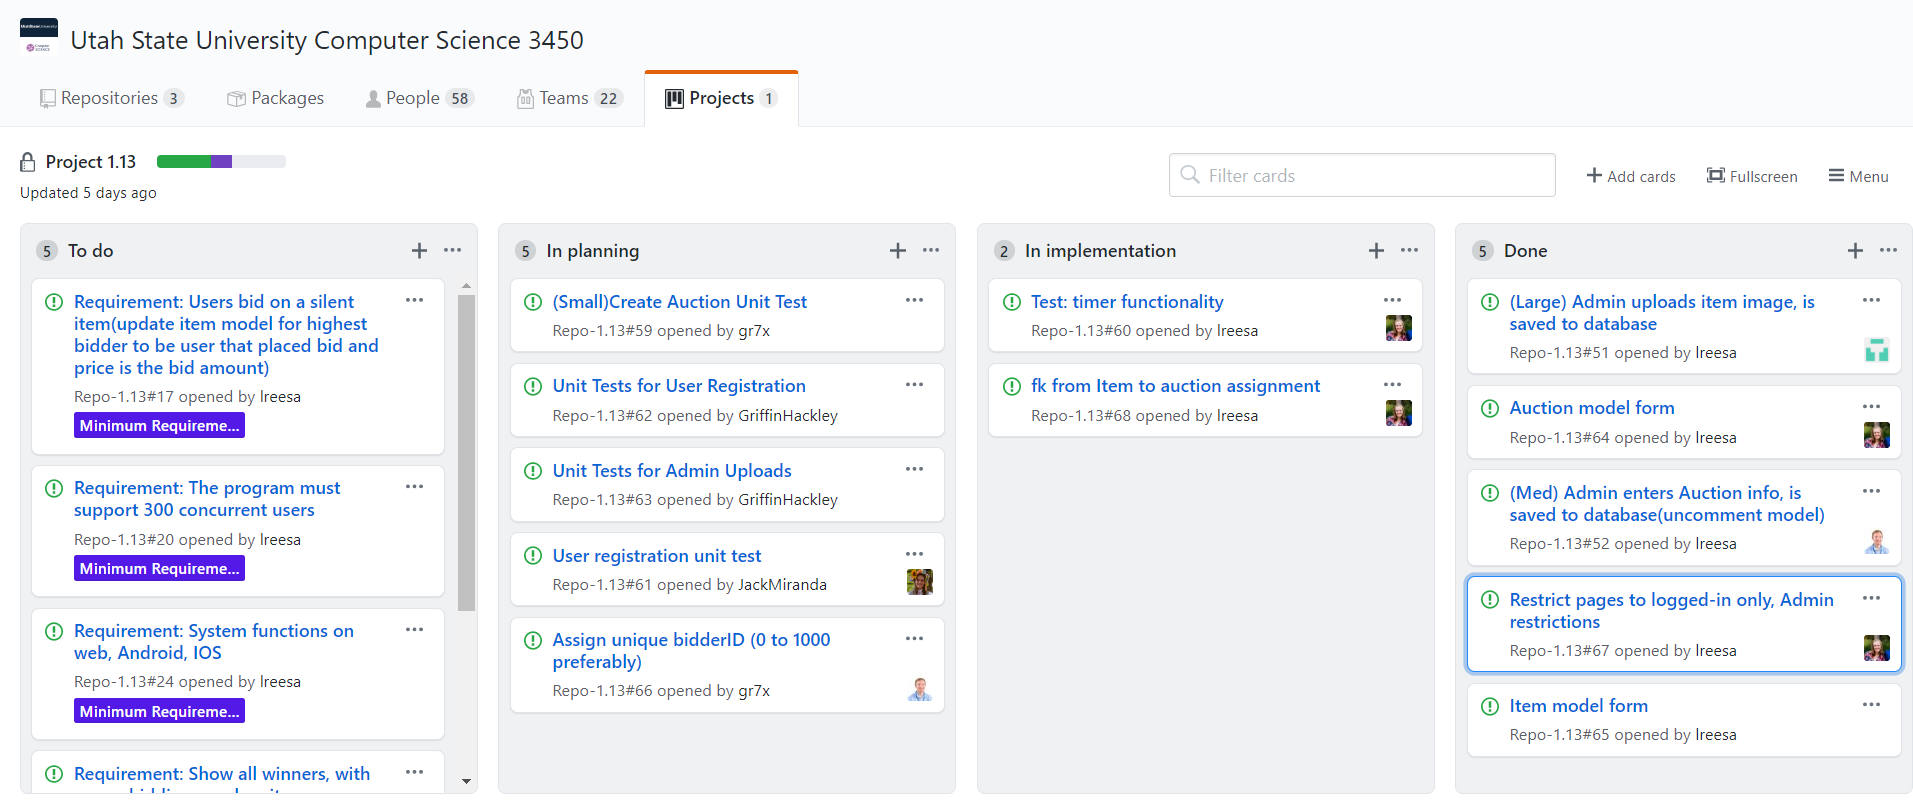 Utah State University Computer Science 3450
Repositories 3
Packages
People 58
Teams 22
Projects 1
Project 1.13
Updated 5 days ago
Filter cards
Add cards
Fullscreen
Menu
5 To do
Requirement: Users bid on a silent
item(update item model for highest
bidder to be user that placed bid and
price is the bid amount)
Repo-1.13#17 opened by lreesa
Minimum Requireme...
Requirement: The program must
support 300 concurrent users
Repo-1.13#20 opened by lreesa
Minimum Requireme...
Requirement: System functions on
web, Android, IOS
Repo-1.13#24 opened by lreesa
Minimum Requireme...
Requirement: Show all winners, with
5 In planning
(Small)Create Auction Unit Test
Repo-1.13#59 opened by gr7x
Unit Tests for User Registration
Repo-1.13#62 opened by GriffinHackley
Unit Tests for Admin Uploads
Repo-1.13#63 opened by GriffinHackley
User registration unit test
Repo-1.13#61 opened by JackMiranda
Assign unique bidderID (0 to 1000
preferably)
Repo-1.13#66 opened by gr7x
2 In implementation
Test: timer functionality
Repo-1.13#60 opened by lreesa
fk from Item to auction assignment
Repo-1.13#68 opened by lreesa
5 Done
(Large) Admin uploads item image, is
saved to database
Repo-1.13#51 opened by lreesa
Auction model form
Repo-1.13#64 opened by lreesa
(Med) Admin enters Auction info, is
saved to database(uncomment model)
Repo-1.13#52 opened by lreesa
Restrict pages to logged-in only, Admin
restrictions
Repo-1.13#67 opened by lreesa
Item model form
Repo-1.13#65 opened by lreesa